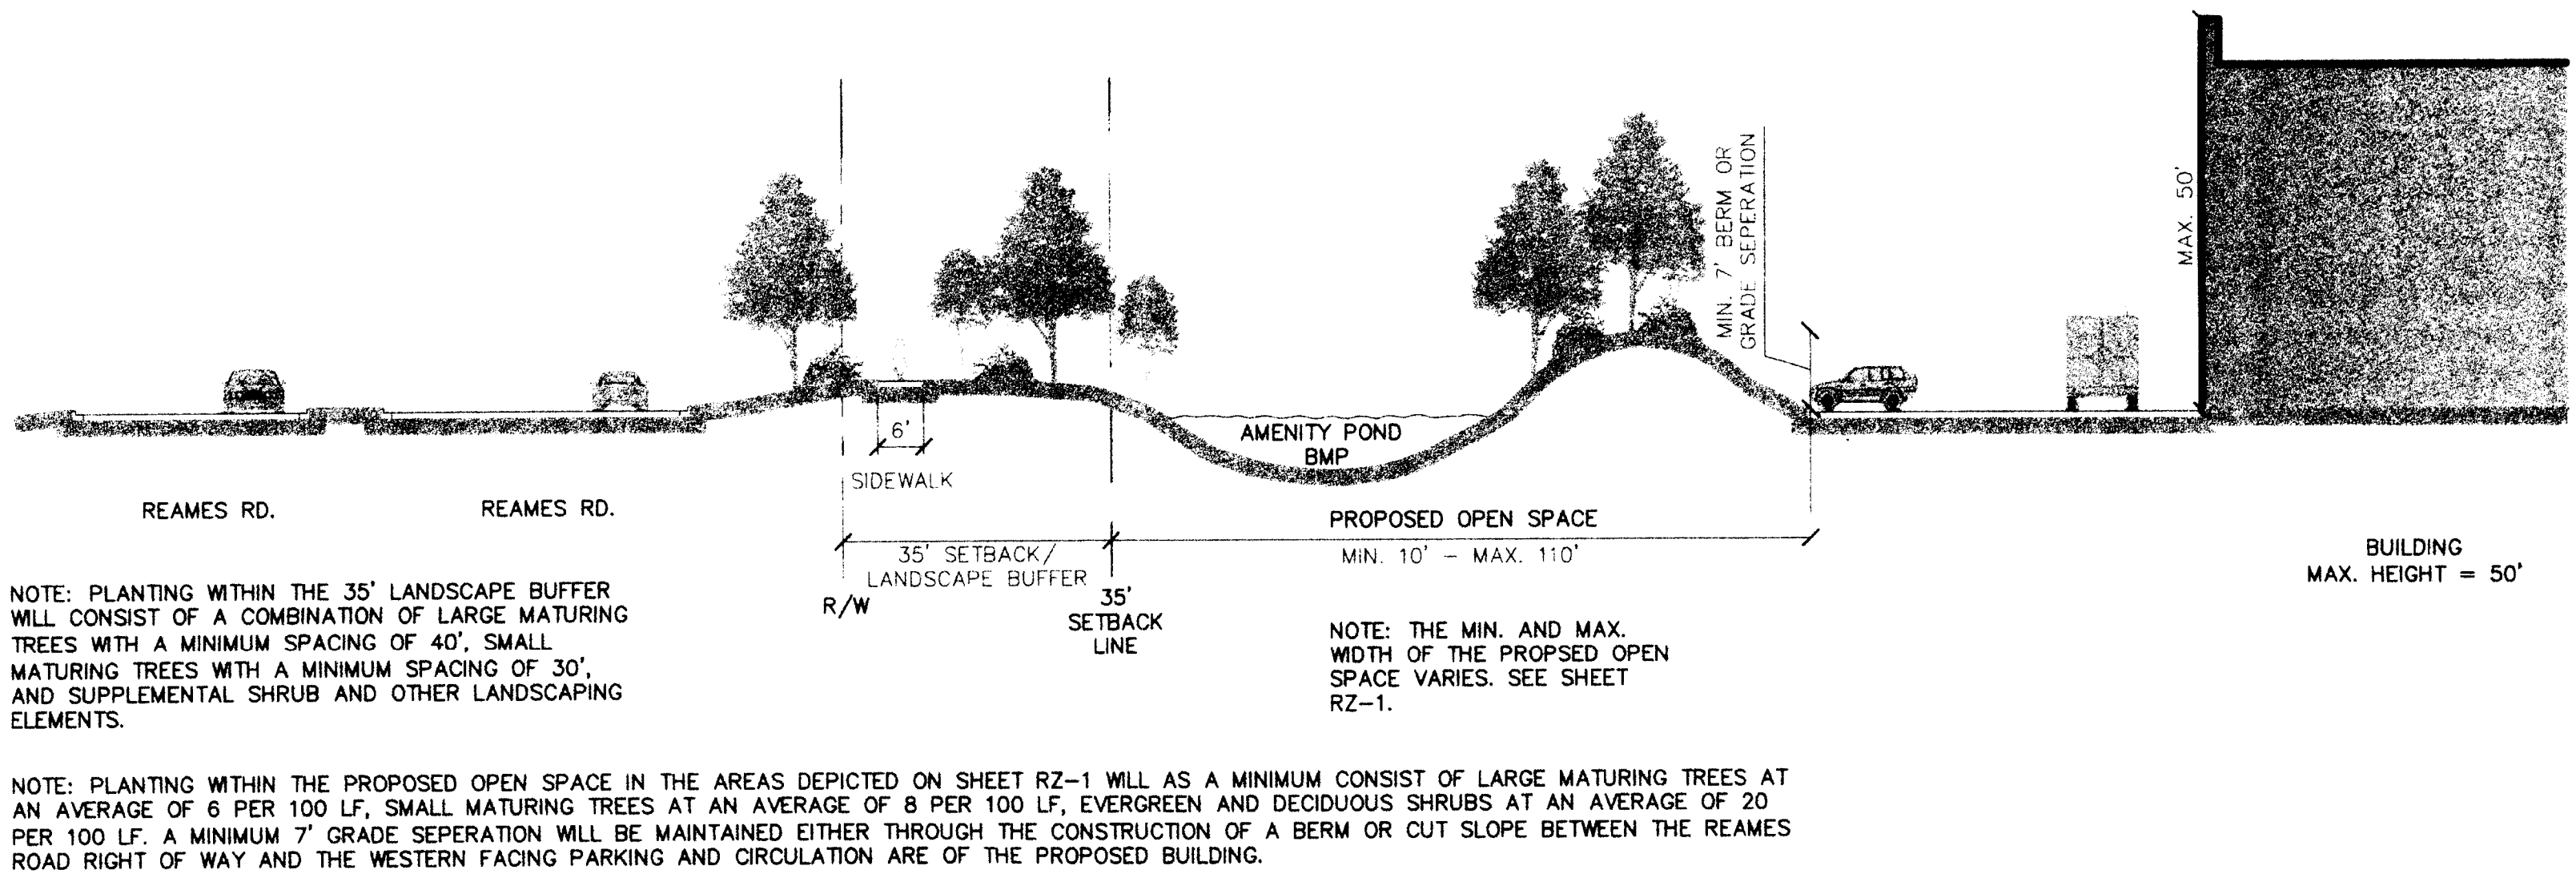 MAX. 50'
MIN. 7' BERM OR
GRADE SEPERATION
6'
SIDEWALK
AMENITY POND
BMP
REAMES RD.
REAMES RD.
PROPOSED OPEN SPACE
MIN. 10' – MAX. 110'
35' SETBACK/
LANDSCAPE BUFFER
R/W
35'
SETBACK
LINE
BUILDING
MAX. HEIGHT = 50'
NOTE: PLANTING WITHIN THE 35' LANDSCAPE BUFFER
WILL CONSIST OF A COMBINATION OF LARGE MATURING
TREES WITH A MINIMUM SPACING OF 40', SMALL
MATURING TREES WITH A MINIMUM SPACING OF 30',
AND SUPPLEMENTAL SHRUB AND OTHER LANDSCAPING
ELEMENTS.
NOTE: THE MIN. AND MAX.
WIDTH OF THE PROPSED OPEN
SPACE VARIES. SEE SHEET
RZ–1.
NOTE: PLANTING WITHIN THE PROPOSED OPEN SPACE IN THE AREAS DEPICTED ON SHEET RZ–1 WILL AS A MINIMUM CONSIST OF LARGE MATURING TREES AT
AN AVERAGE OF 6 PER 100 LF, SMALL MATURING TREES AT AN AVERAGE OF 8 PER 100 LF, EVERGREEN AND DECIDUOUS SHRUBS AT AN AVERAGE OF 20
PER 100 LF. A MINIMUM 7' GRADE SEPERATION WILL BE MAINTAINED EITHER THROUGH THE CONSTRUCTION OF A BERM OR CUT SLOPE BETWEEN THE REAMES
ROAD RIGHT OF WAY AND THE WESTERN FACING PARKING AND CIRCULATION ARE OF THE PROPOSED BUILDING.